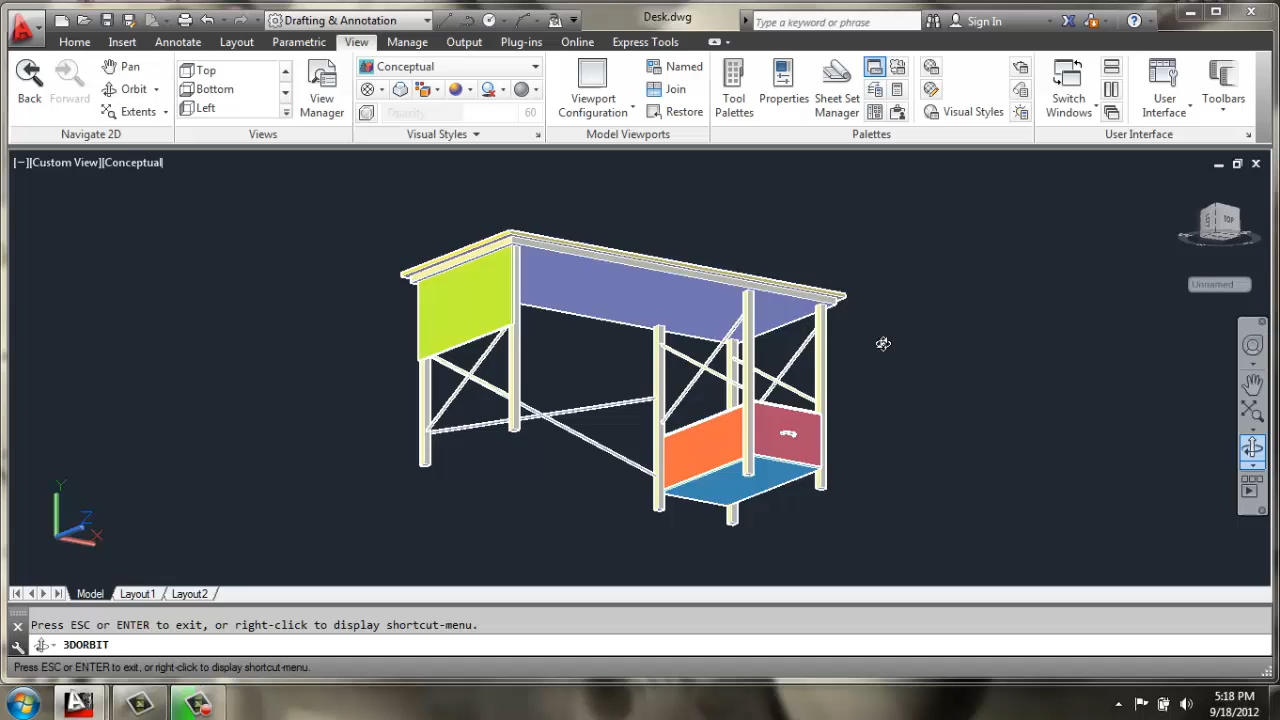 Drafting & Annotation
Desk.dwg
Type a keyword or phrase
Sign In
Home Insert Annotate Layout Parametric View Manage Output Plug-ins Online Express Tools
Back
Forward
Pan
Orbit
Extents
Navigate 2D
Top
Bottom
Left
View
Manager
Views
Conceptual
Opacity 60
Visual Styles
Viewport
Configuration
Named
Join
Restore
Model Viewports
Tool
Palettes
Properties
Sheet Set
Manager
Visual Styles
Palettes
Switch
Windows
User
Interface
Toolbars
User Interface
[−][Custom View][Conceptual]
TOP
Unnamed
Y
Z
X
Model Layout1 Layout2
Press ESC or ENTER to exit, or right-click to display shortcut-menu.
3DORBIT
Press ESC or ENTER to exit, or right-click to display shortcut-menu.
5:18 PM
9/18/2012